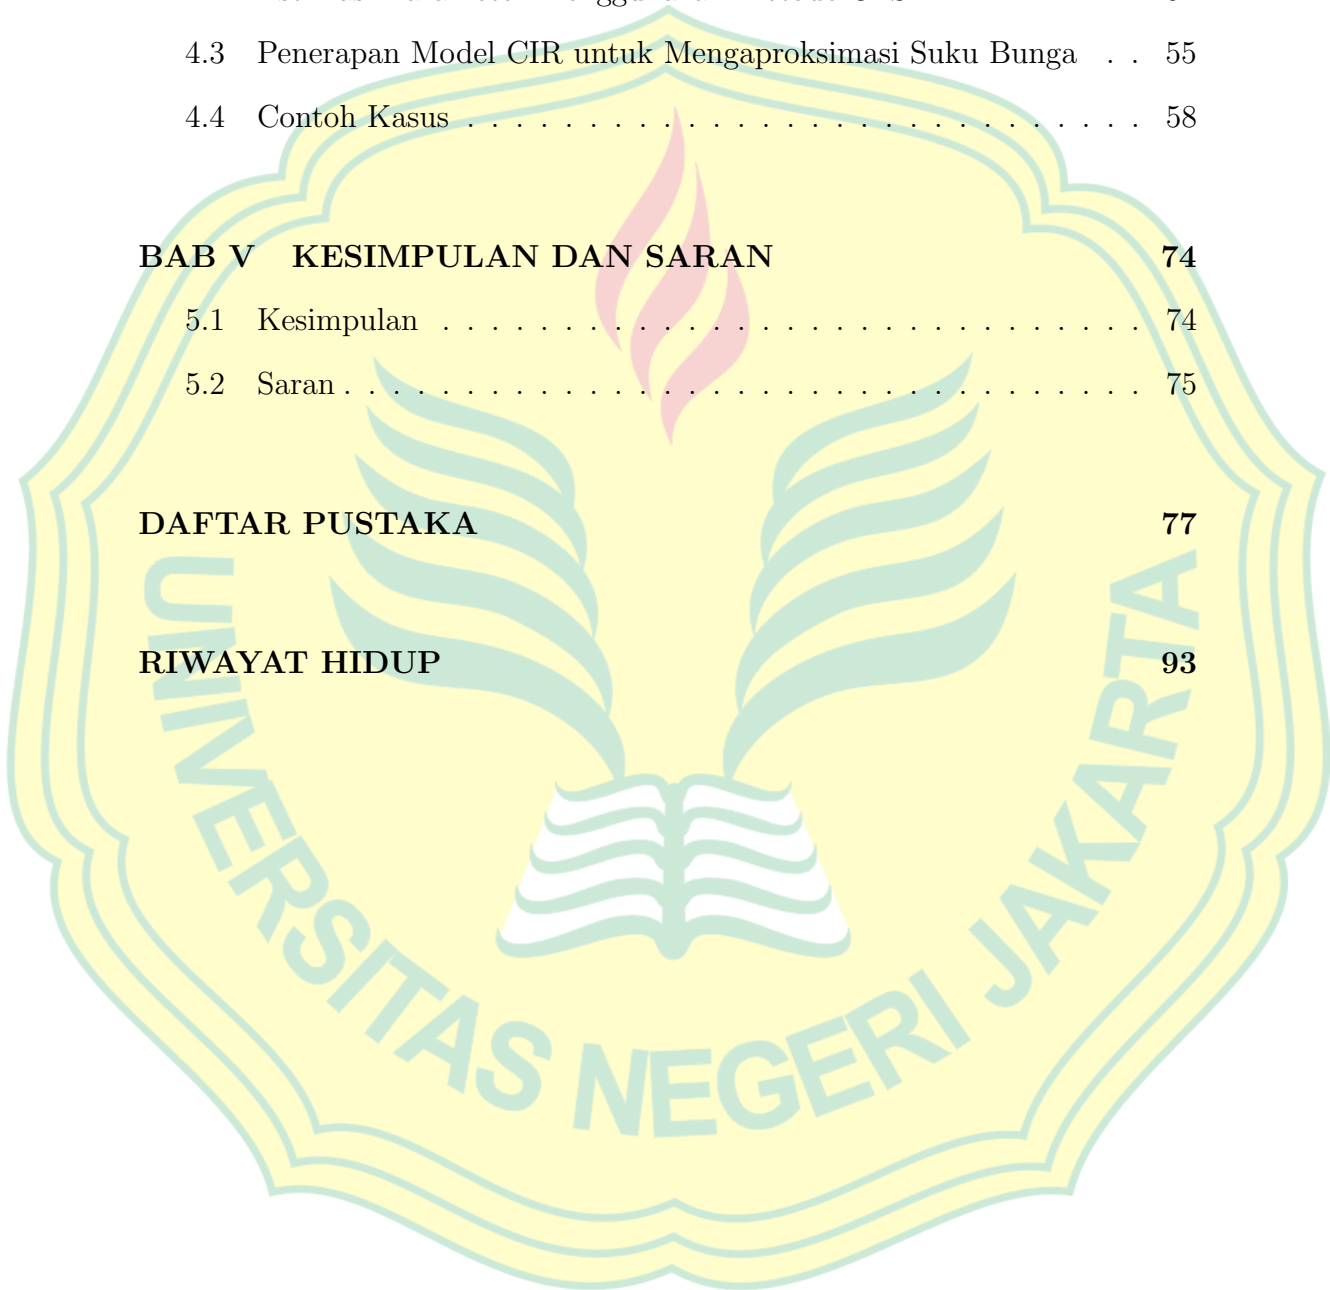 4.3 Penerapan Model CIR untuk Mengaproksimasi Suku Bunga . . 55
4.4 Contoh Kasus . . . . . . . . . . . . . . . . . . . . . . . . . . . . 58
BAB V KESIMPULAN DAN SARAN 74
5.1 Kesimpulan . . . . . . . . . . . . . . . . . . . . . . . . . . . . . 74
5.2 Saran . . . . . . . . . . . . . . . . . . . . . . . . . . . . . . . . . 75
DAFTAR PUSTAKA 77
RIWAYAT HIDUP 93
UNIVERSITAS NEGERI JAKARTA